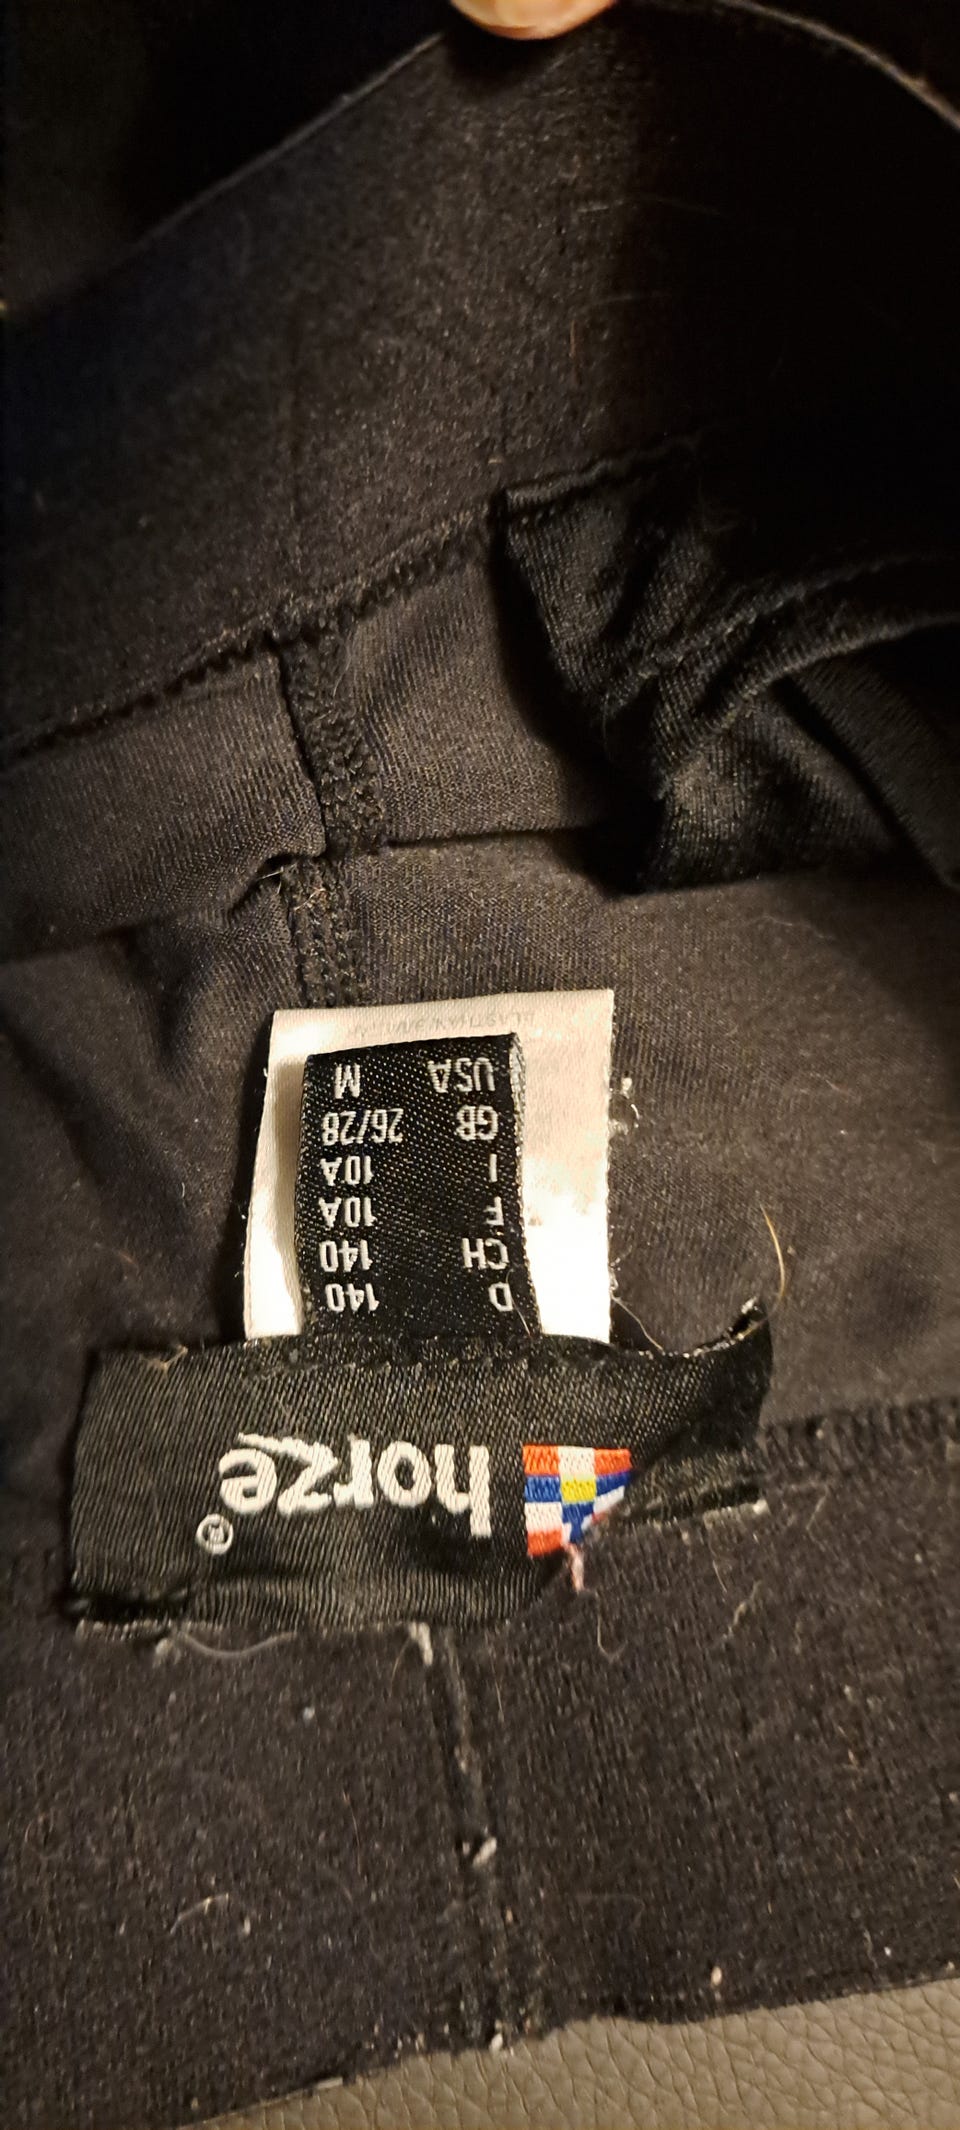 horze®
D 140
CH 140
F 10A
I 10A
GB 26/28
USA M